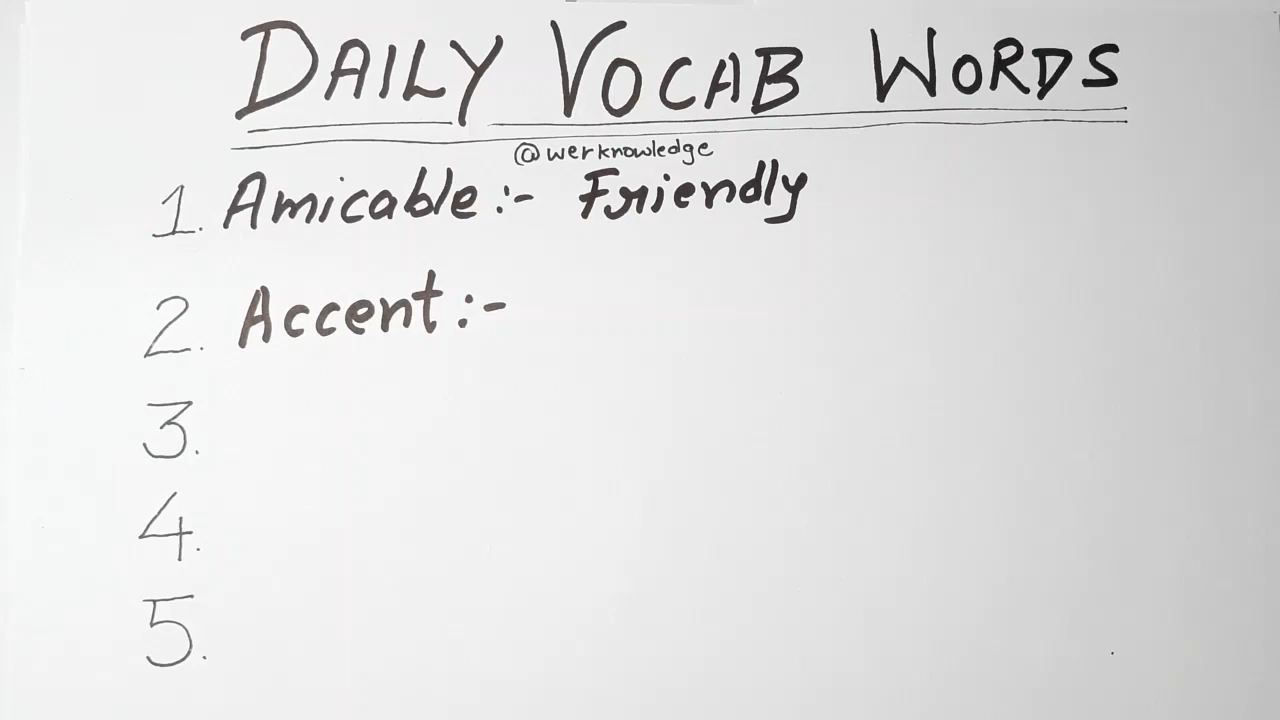 DAILY VOCAB WORDS
@werknowledge
1. Amicable :- Friendly
2. Accent :-
3.
4.
5.